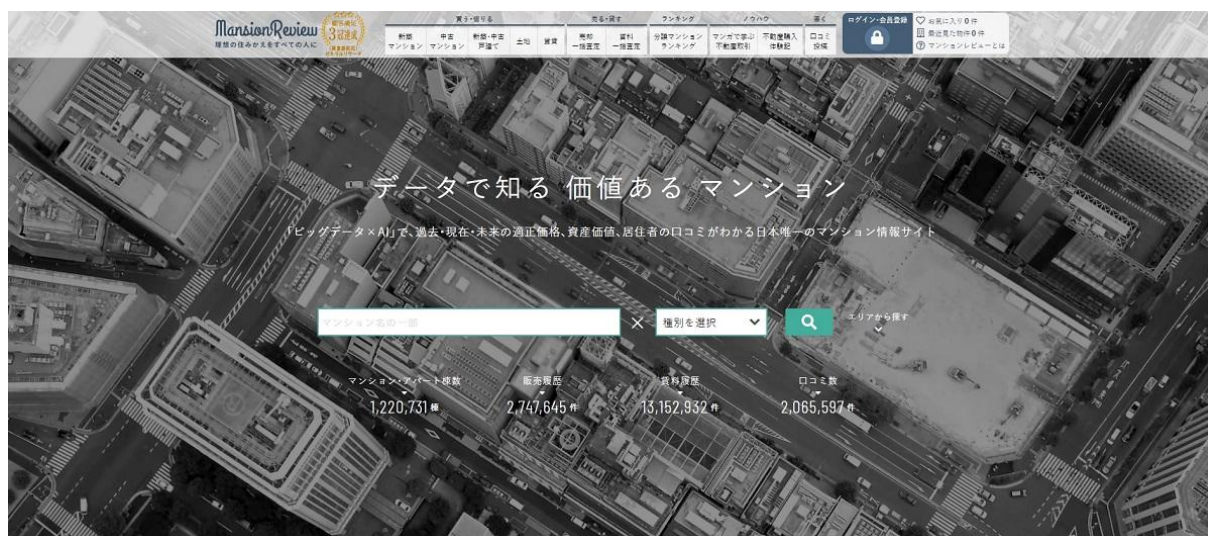 MansionReview
理想の住みかえをすべての人に
顧客満足
3冠達成
買う・借りる
売る・貸す
ランキング
ノウハウ
書く
新築
マンション
中古
マンション
新築・中古
戸建て
土地
賃貸
売却
一括査定
賃料
一括査定
分譲マンション
ランキング
マンガで学ぶ
不動産取引
不動産購入
体験記
口コミ
投稿
ログイン・会員登録
お気に入り0件
最近見た物件0件
マンションレビューとは
データで知る 価値ある マンション
「ビッグデータ×AI」で、過去・現在・未来の適正価格、資産価値、居住者の口コミがわかる日本唯一のマンション情報サイト
マンション名の一部
×
種別を選択
エリアから探す
マンション・アパート棟数
1,220,731棟
販売履歴
2,747,645件
賃料履歴
13,152,932件
口コミ数
2,065,597件